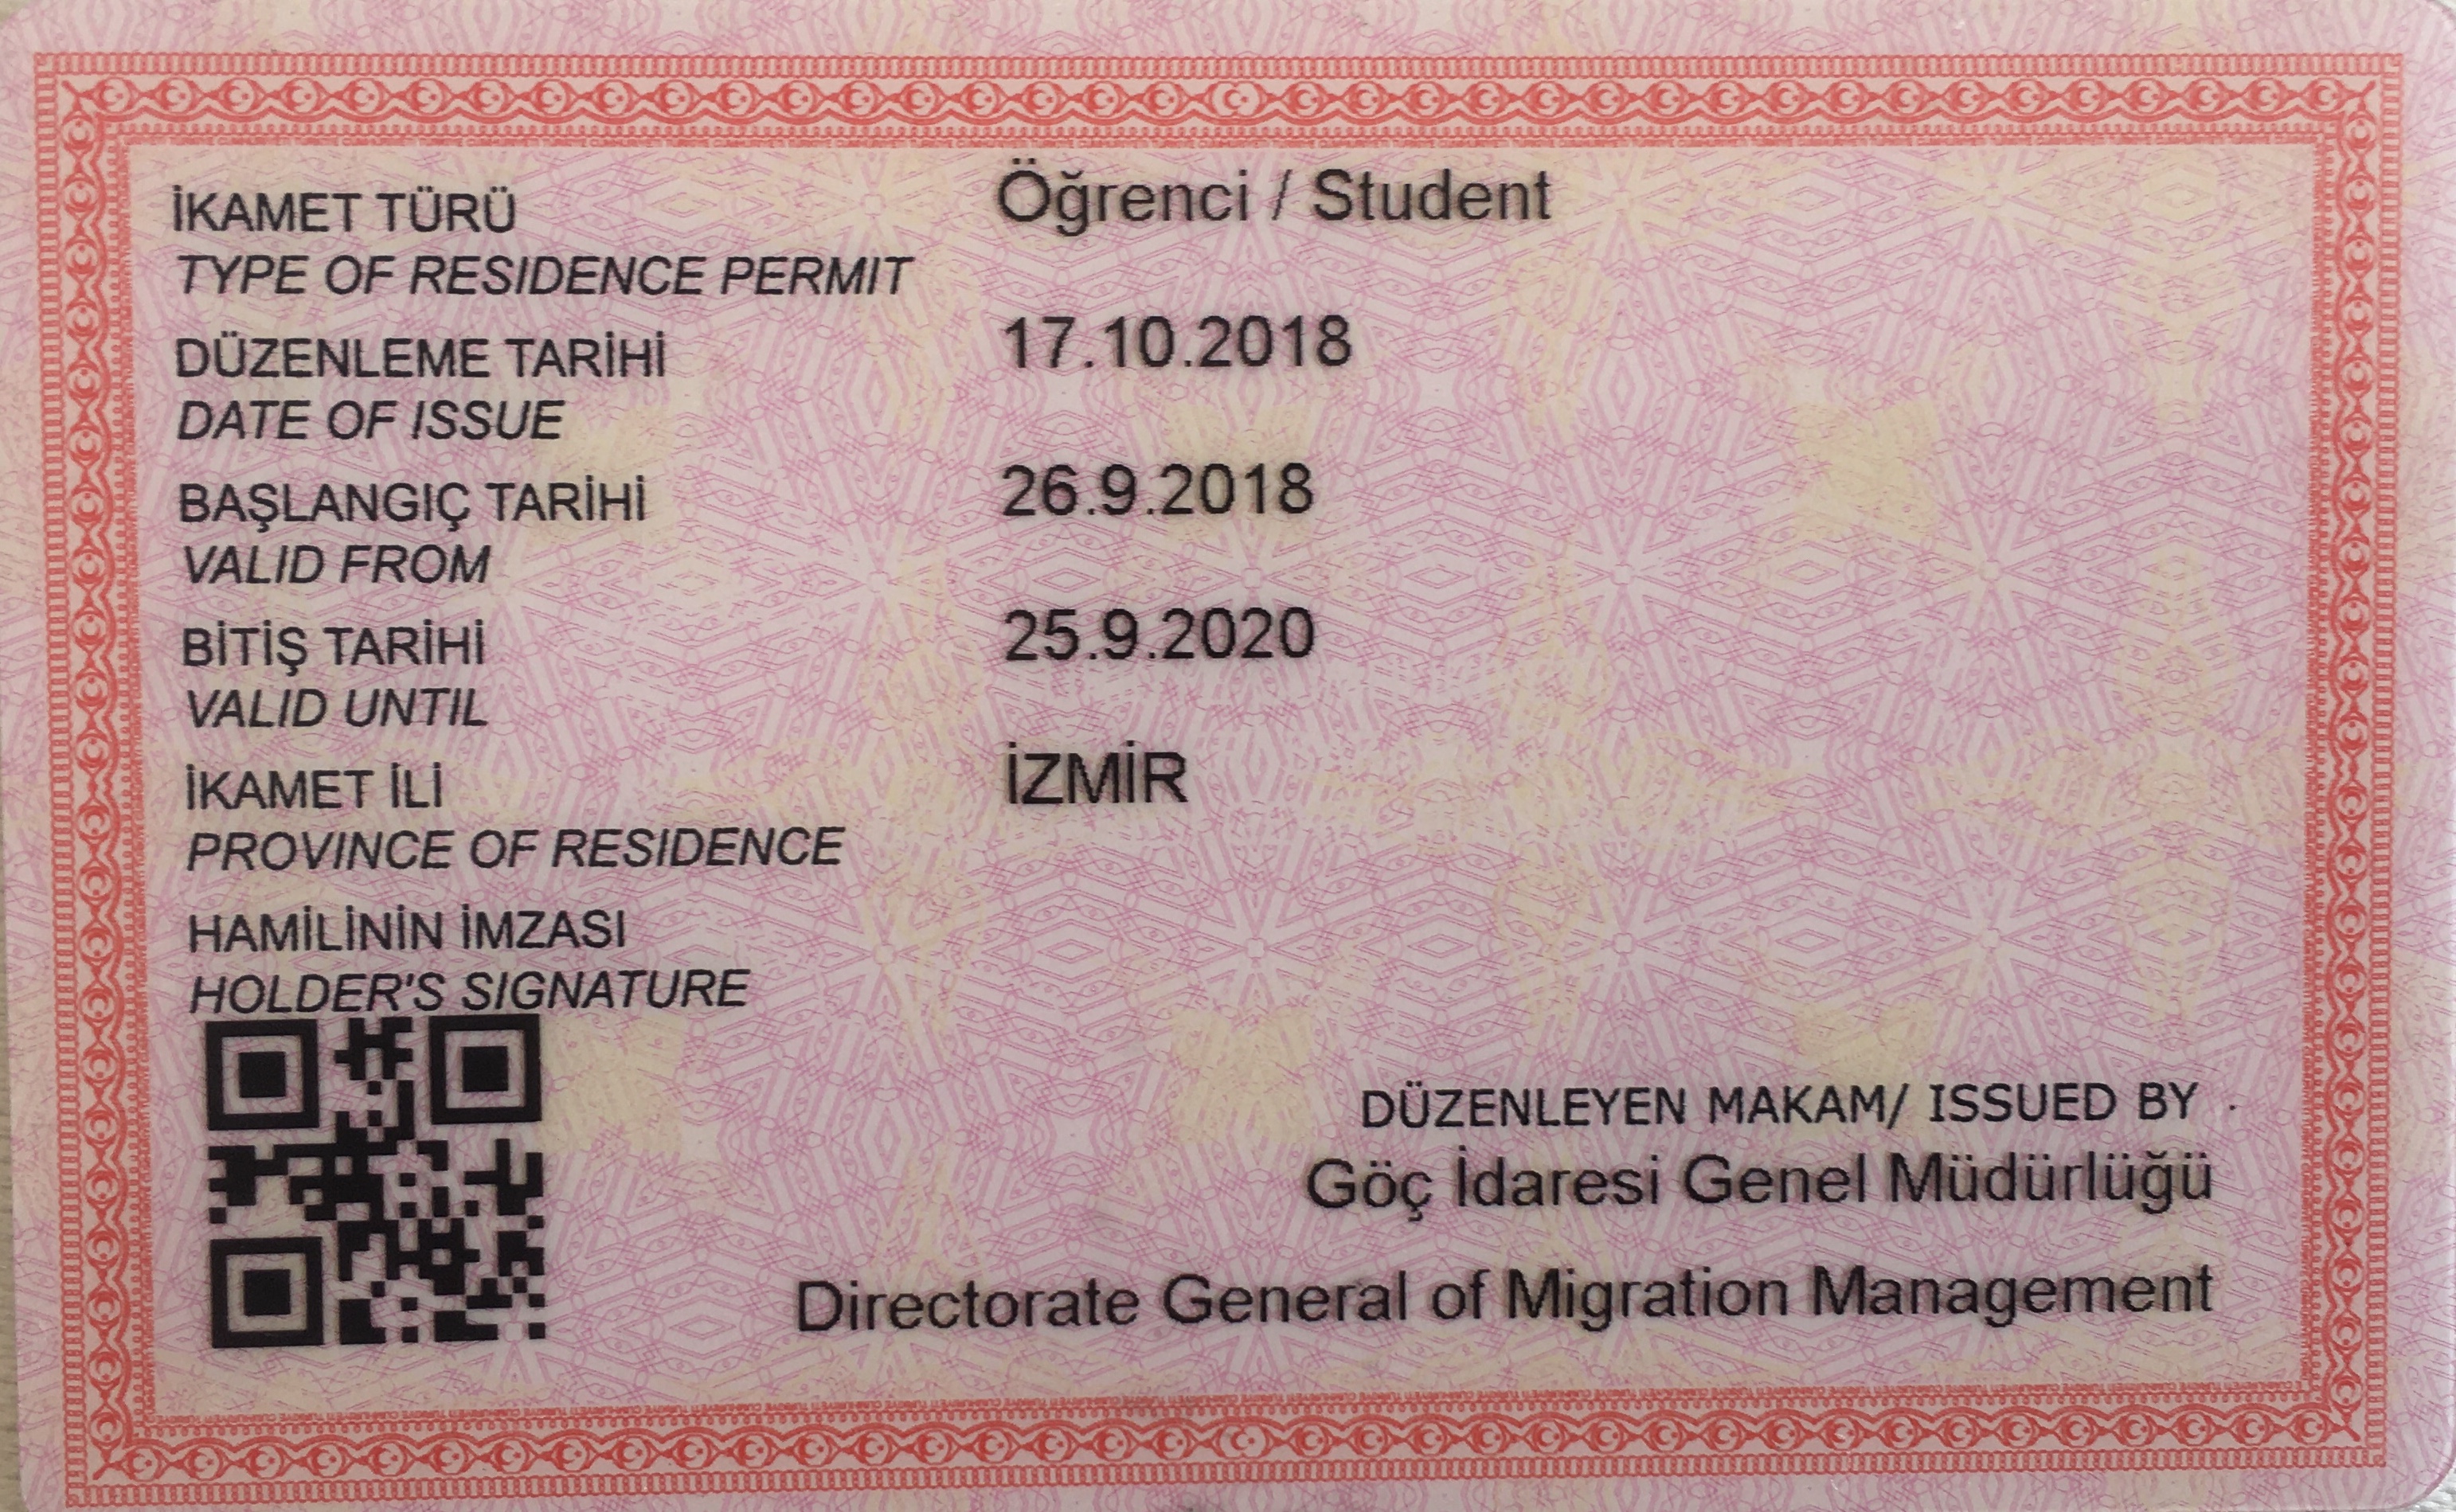 İKAMET TÜRÜ Öğrenci / Student
TYPE OF RESIDENCE PERMIT
DÜZENLEME TARİHİ 17.10.2018
DATE OF ISSUE
BAŞLANGIÇ TARİHİ 26.9.2018
VALID FROM
BİTİŞ TARİHİ 25.9.2020
VALID UNTIL
İKAMET İLİ İZMİR
PROVINCE OF RESIDENCE
HAMİLİNİN İMZASI
HOLDER'S SIGNATURE
DÜZENLEYEN MAKAM/ ISSUED BY
Göç İdaresi Genel Müdürlüğü
Directorate General of Migration Management